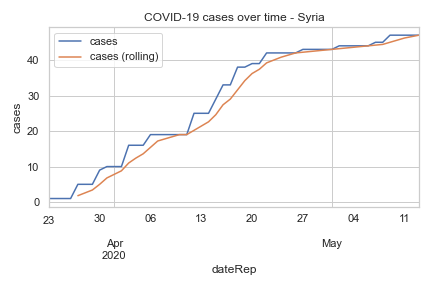 COVID-19 cases over time - Syria
cases
cases (rolling)
cases
40
30
20
10
0
23 30 06 13 20 27 04 11
Apr May
2020
dateRep